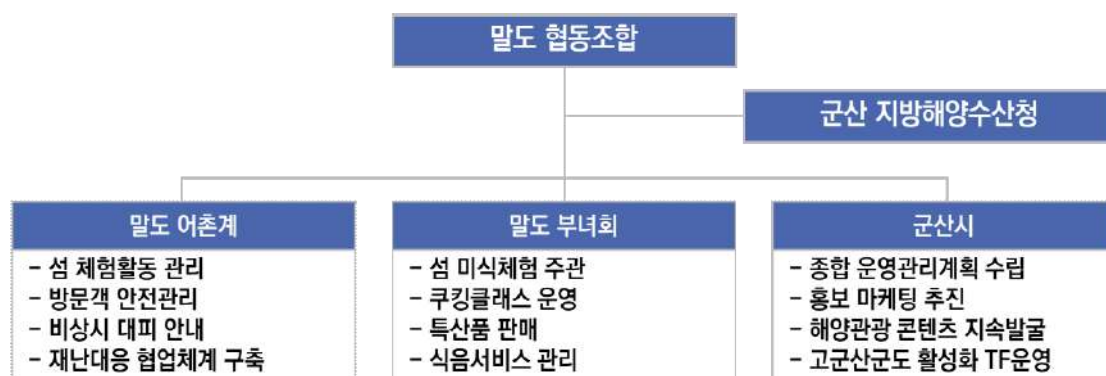 말도 협동조합
군산 지방해양수산청
말도 어촌계
- 섬 체험활동 관리
- 방문객 안전관리
- 비상시 대피 안내
- 재난대응 협업체계 구축
말도 부녀회
- 섬 미식체험 주관
- 쿠킹클래스 운영
- 특산품 판매
- 식음서비스 관리
군산시
- 종합 운영관리계획 수립
- 홍보 마케팅 추진
- 해양관광 콘텐츠 지속발굴
- 고군산군도 활성화 TF운영